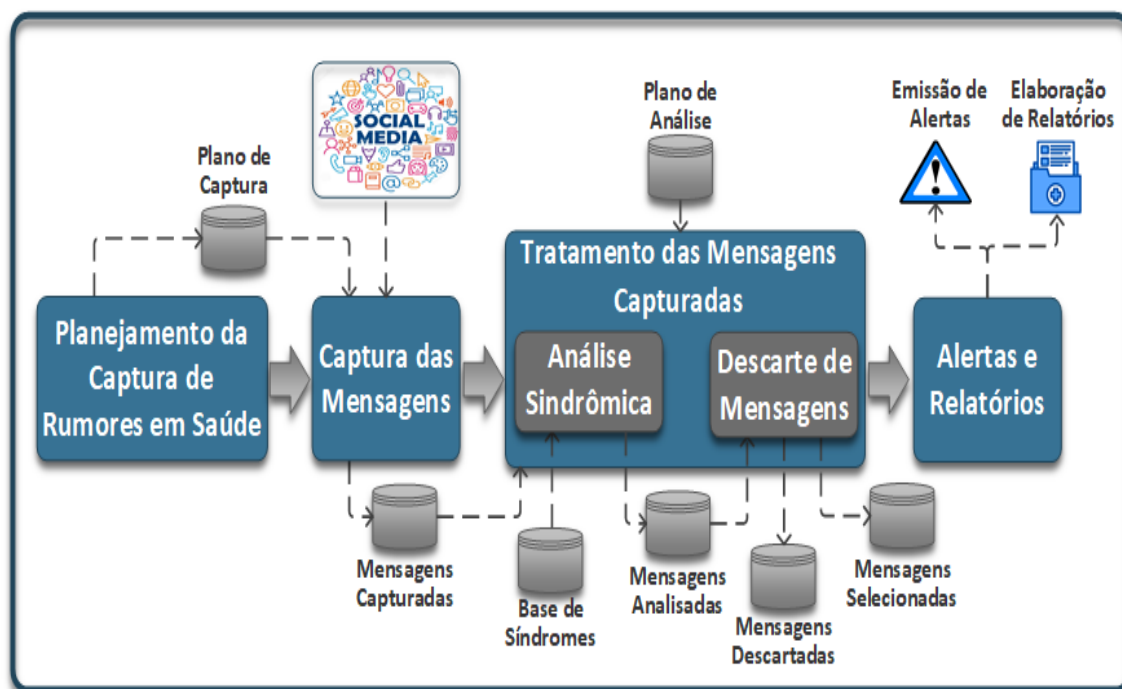 Plano de
Captura
SOCIAL
MEDIA
Plano de
Análise
Emissão de
Alertas
Elaboração
de Relatórios
Planejamento da
Captura de
Rumores em Saúde
Captura das
Mensagens
Tratamento das Mensagens
Capturadas
Análise
Sindrômica
Descarte de
Mensagens
Alertas e
Relatórios
Mensagens
Capturadas
Base de
Síndromes
Mensagens
Analisadas
Mensagens
Descartadas
Mensagens
Selecionadas